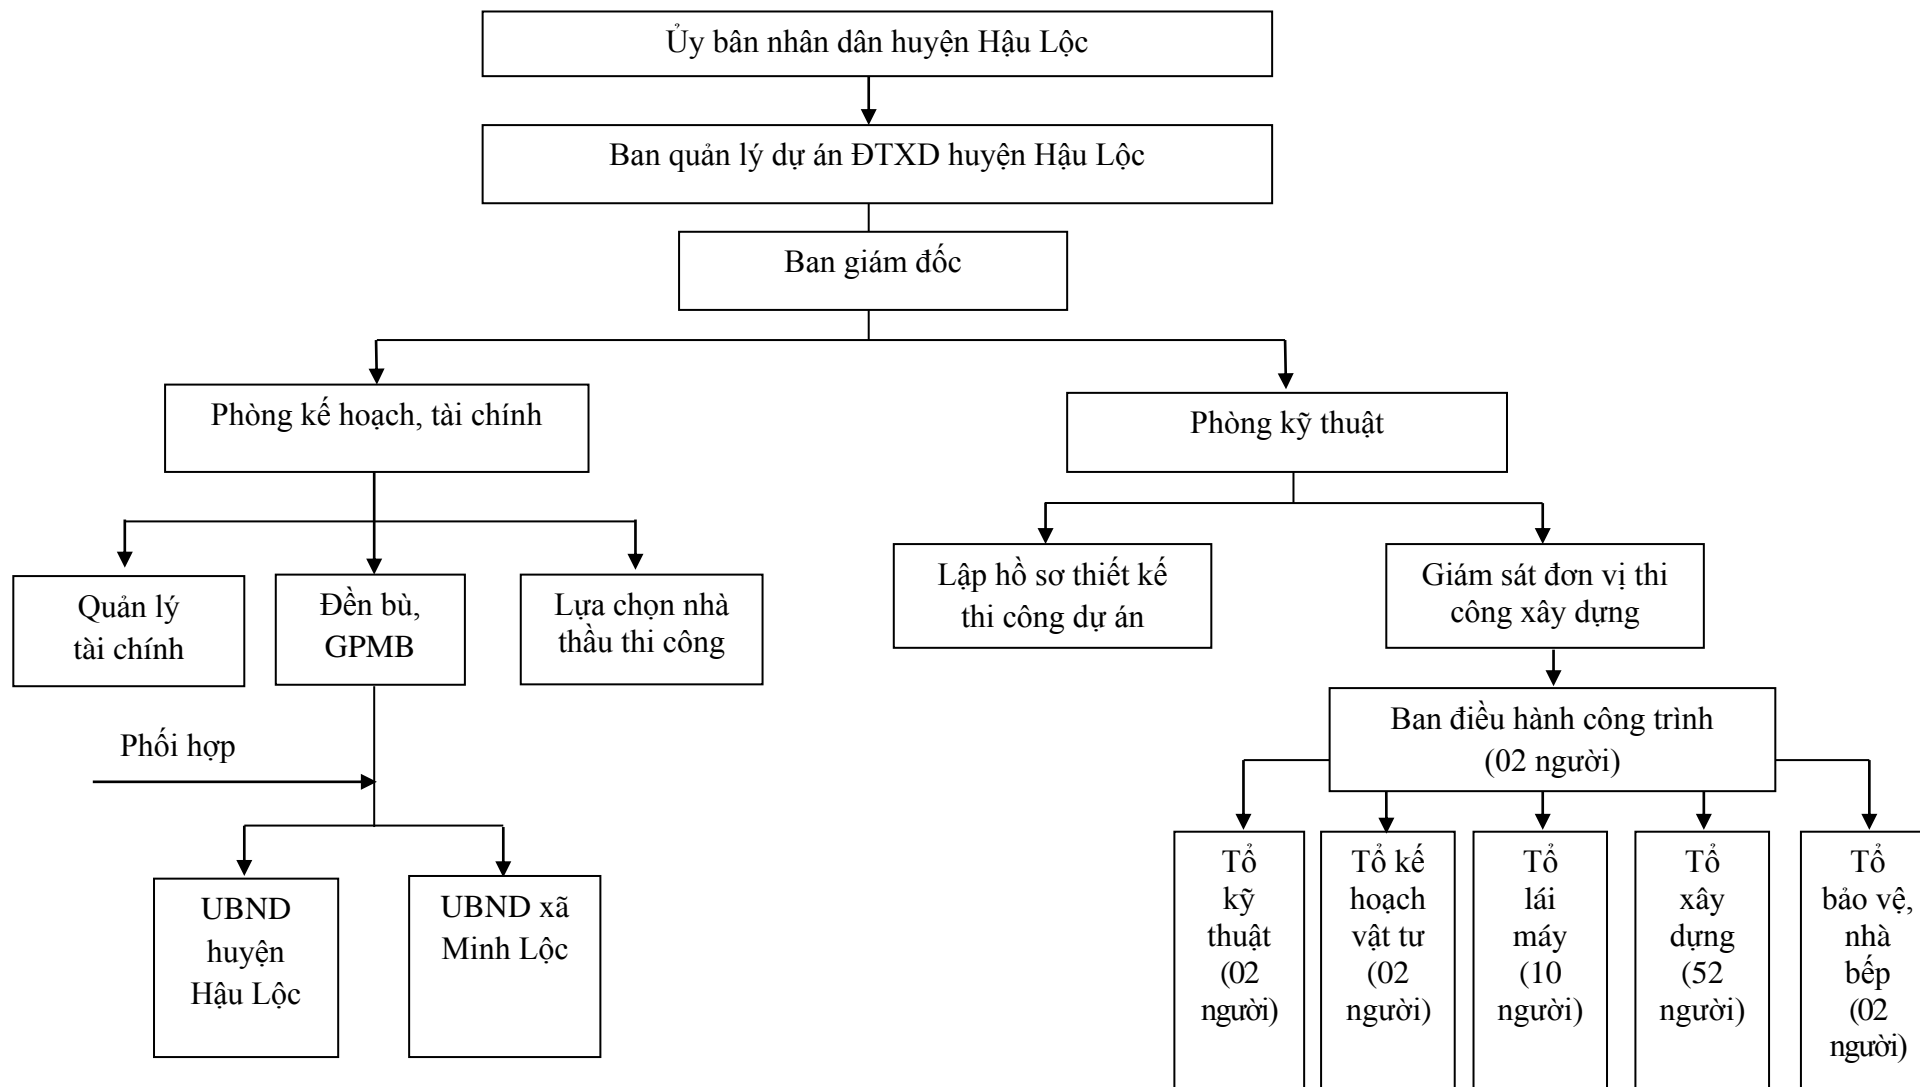 Ủy bân nhân dân huyện Hậu Lộc
Ban quản lý dự án ĐTXD huyện Hậu Lộc
Ban giám đốc
Phòng kế hoạch, tài chính
Phòng kỹ thuật
Quản lý
tài chính
Đền bù,
GPMB
Lựa chọn nhà
thầu thi công
Lập hồ sơ thiết kế
thi công dự án
Giám sát đơn vị thi
công xây dựng
Phối hợp
Ban điều hành công trình
(02 người)
UBND
huyện
Hậu Lộc
UBND xã
Minh Lộc
Tổ
kỹ
thuật
(02
người)
Tổ kế
hoạch
vật tư
(02
người)
Tổ
lái
máy
(10
người)
Tổ
xây
dựng
(52
người)
Tổ
bảo vệ,
nhà
bếp
(02
người)